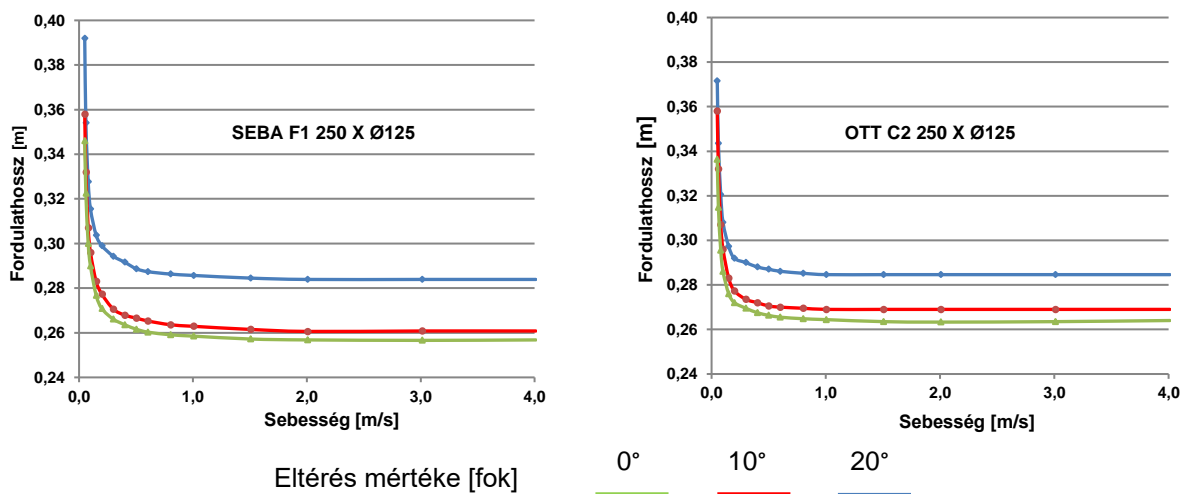 0,40
0,38
0,36
0,34
0,32
0,30
0,28
0,26
0,24
Fordulathossz [m]
SEBA F1 250 X Ø125
0,0 1,0 2,0 3,0 4,0
Sebesség [m/s]
0,40
0,38
0,36
0,34
0,32
0,30
0,28
0,26
0,24
Fordulathossz [m]
OTT C2 250 X Ø125
0,0 1,0 2,0 3,0 4,0
Sebesség [m/s]
Eltérés mértéke [fok] 0° 10° 20°